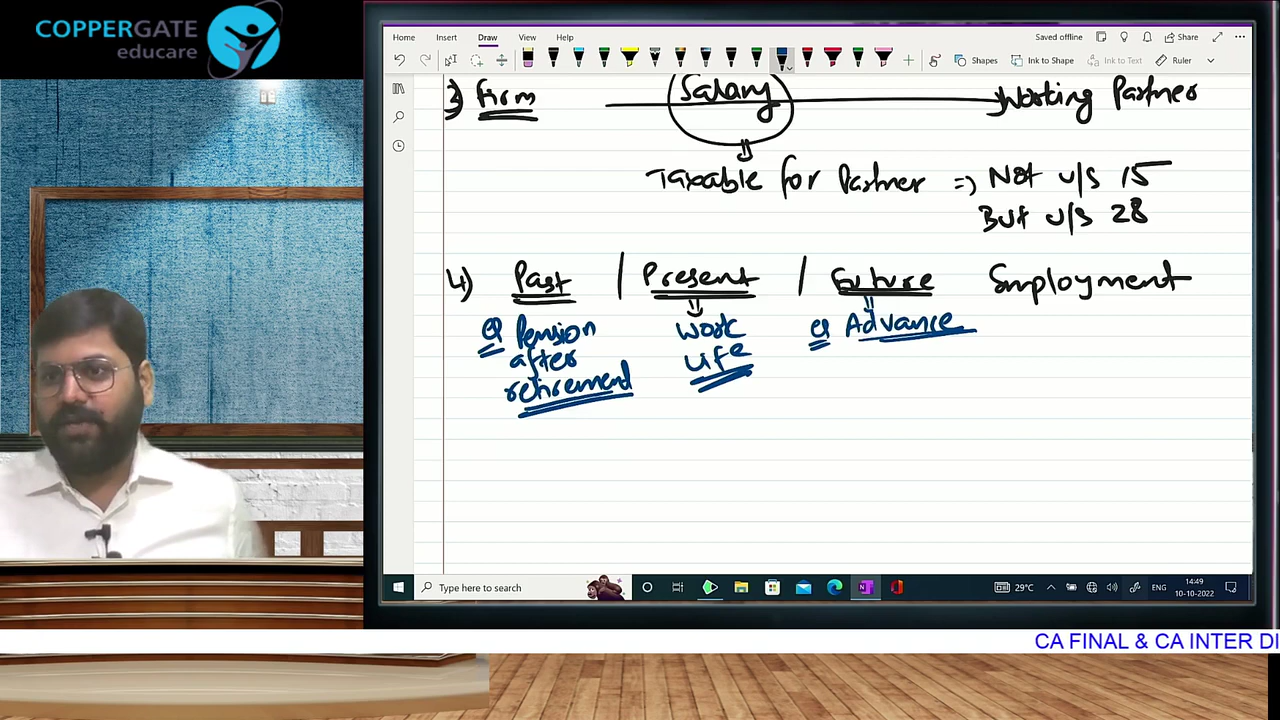 COPPERGATE
educare
Home Insert Draw View Help
Saved offline
Share
Shapes Ink to Shape Ink to Text Ink to Math Ruler
3) Firm Salary Working Partner
Taxable for Partner => Not u/s 15
But u/s 28
4) Past | Present | Future Employment
eg Pension after retirement
Work Life
eg Advance
Type here to search
29°C
ENG
14:49
10-10-2022
CA FINAL & CA INTER DI